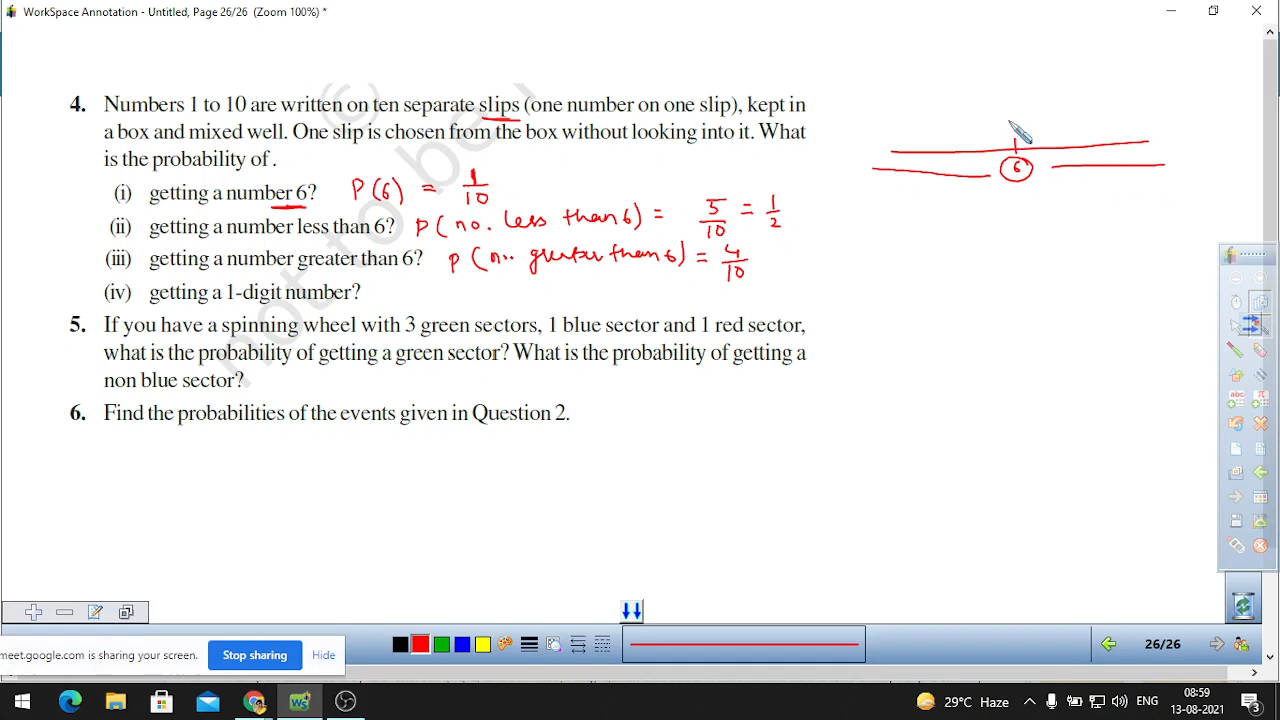 WorkSpace Annotation - Untitled, Page 26/26 (Zoom 100%) *
4. Numbers 1 to 10 are written on ten separate slips (one number on one slip), kept in
a box and mixed well. One slip is chosen from the box without looking into it. What
is the probability of .
(i) getting a number 6? P(6) = 1/10
(ii) getting a number less than 6? P(no. less than 6) = 5/10 = 1/2
(iii) getting a number greater than 6? P(no. greater than 6) = 4/10
(iv) getting a 1-digit number?
5. If you have a spinning wheel with 3 green sectors, 1 blue sector and 1 red sector,
what is the probability of getting a green sector? What is the probability of getting a
non blue sector?
6. Find the probabilities of the events given in Question 2.
6
©
not to be r
abc
π
26/26
meet.google.com is sharing your screen. Stop sharing Hide
29°C Haze ENG 08:59
13-08-2021
3